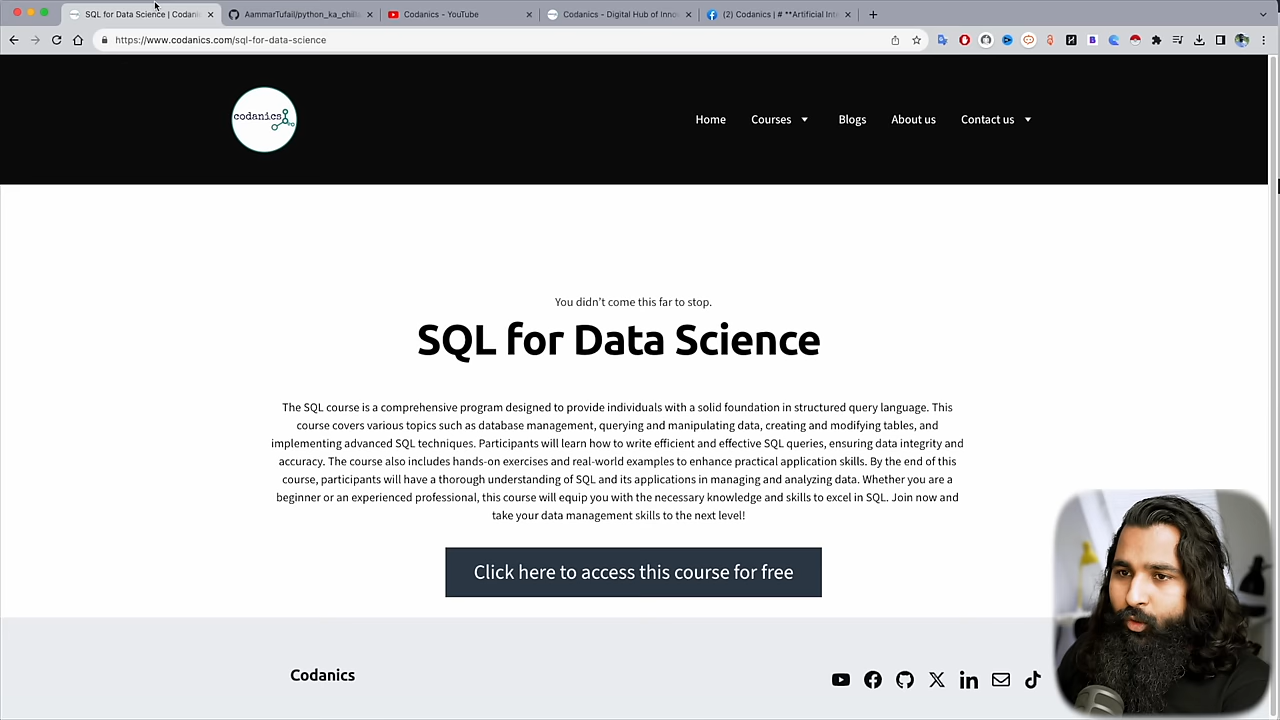 SQL for Data Science | Codani
AammarTufail/python_ka_chilla
Codanics - YouTube
Codanics - Digital Hub of Inno
(2) Codanics | # **Artificial Int
https://www.codanics.com/sql-for-data-science
codanics
Home
Courses
Blogs
About us
Contact us
You didn't come this far to stop.
SQL for Data Science
The SQL course is a comprehensive program designed to provide individuals with a solid foundation in structured query language. This
course covers various topics such as database management, querying and manipulating data, creating and modifying tables, and
implementing advanced SQL techniques. Participants will learn how to write efficient and effective SQL queries, ensuring data integrity and
accuracy. The course also includes hands-on exercises and real-world examples to enhance practical application skills. By the end of this
course, participants will have a thorough understanding of SQL and its applications in managing and analyzing data. Whether you are a
beginner or an experienced professional, this course will equip you with the necessary knowledge and skills to excel in SQL. Join now and
take your data management skills to the next level!
Click here to access this course for free
Codanics